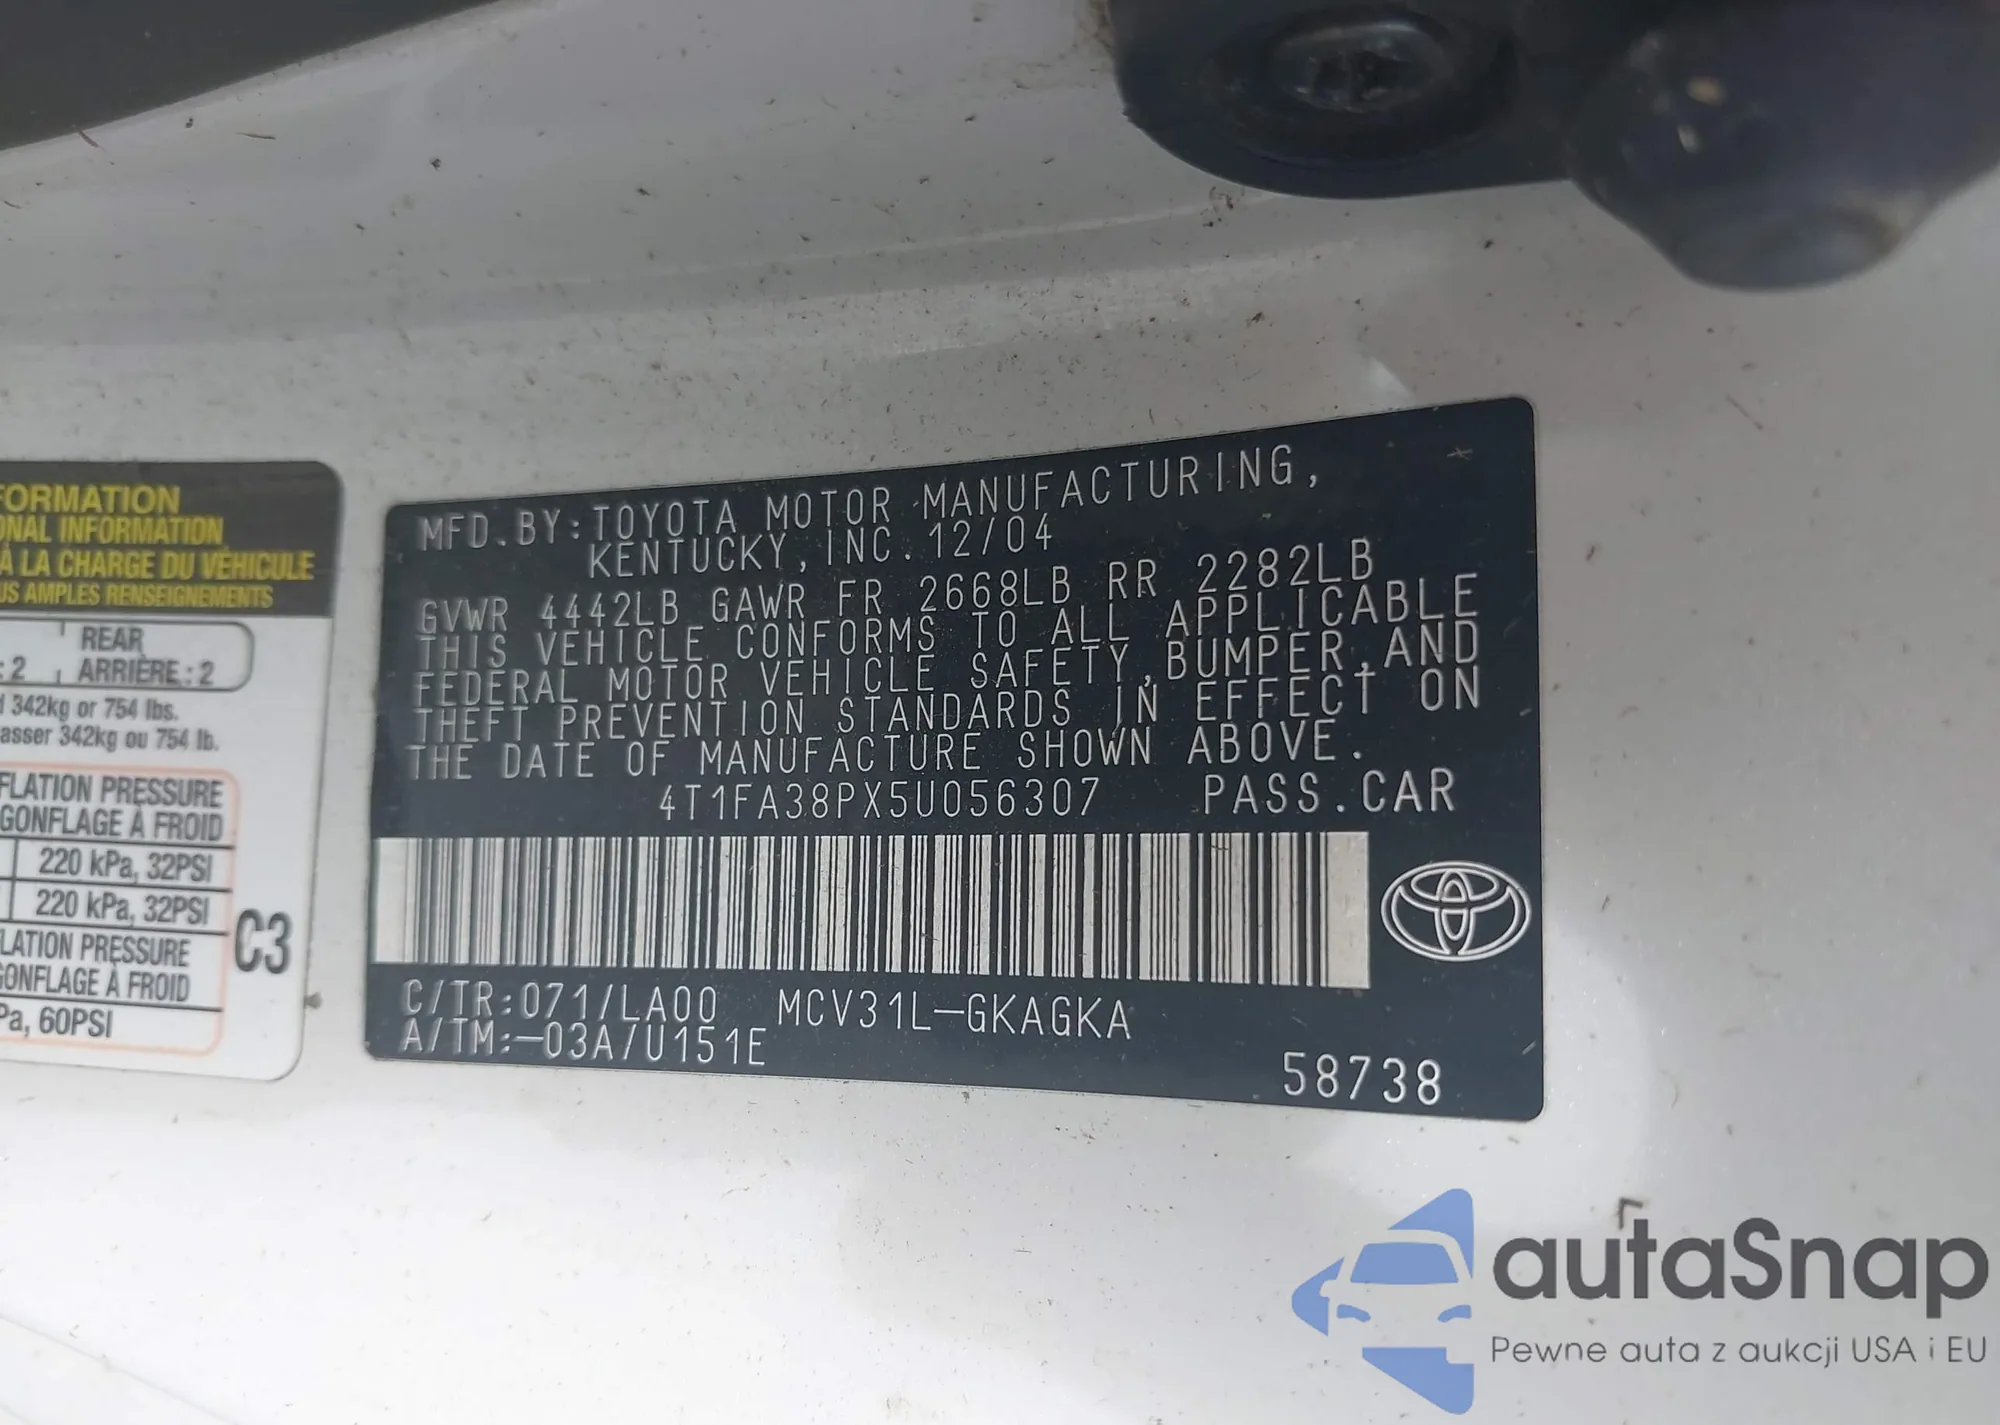 FORMATION
ONAL INFORMATION
À LA CHARGE DU VÉHICULE
US AMPLES RENSEIGNEMENTS
REAR
: 2 ARRIÈRE : 2
342kg or 754 lbs.
asser 342kg ou 754 lb.
FLATION PRESSURE
GONFLAGE À FROID
220 kPa, 32PSI
220 kPa, 32PSI
LATION PRESSURE
GONFLAGE À FROID
Pa, 60PSI
C3
MFD.BY:TOYOTA MOTOR MANUFACTURING,
KENTUCKY, INC. 12/04
GVWR 4442LB GAWR FR 2668LB RR 2282LB
THIS VEHICLE CONFORMS TO ALL APPLICABLE
FEDERAL MOTOR VEHICLE SAFETY,BUMPER,AND
THEFT PREVENTION STANDARDS IN EFFECT ON
THE DATE OF MANUFACTURE SHOWN ABOVE.
4T1FA38PX5U056307 PASS.CAR
C/TR:071/LA00 MCV31L-GKAGKA
A/TM:-03A/U151E
58738
autaSnap
Pewne auta z aukcji USA i EU